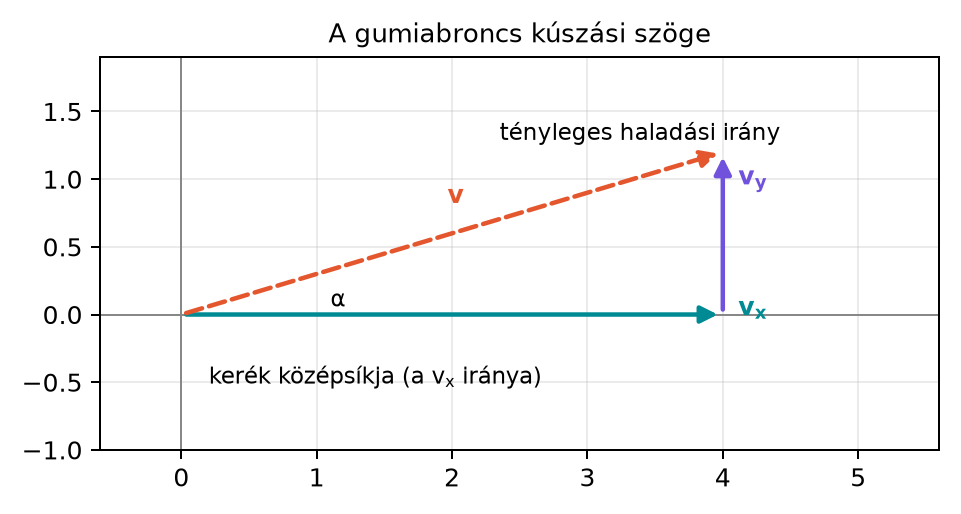 A gumiabroncs kúszási szöge
1.5
1.0
0.5
0.0
−0.5
−1.0
tényleges haladási irány
v
vy
α
vx
kerék középsíkja (a vx iránya)
0 1 2 3 4 5